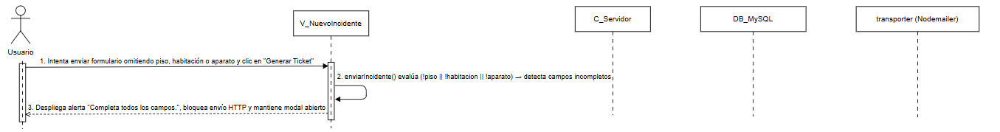 Usuario
V_NuevoIncidente
C_Servidor
DB_MySQL
transporter (Nodemailer)
1. Intenta enviar formulario omitiendo piso, habitación o aparato y clic en "Generar Ticket"
2. enviarIncidente() evalúa (!piso || !habitacion || !aparato) → detecta campos incompletos
3. Despliega alerta "Completa todos los campos.", bloquea envío HTTP y mantiene modal abierto